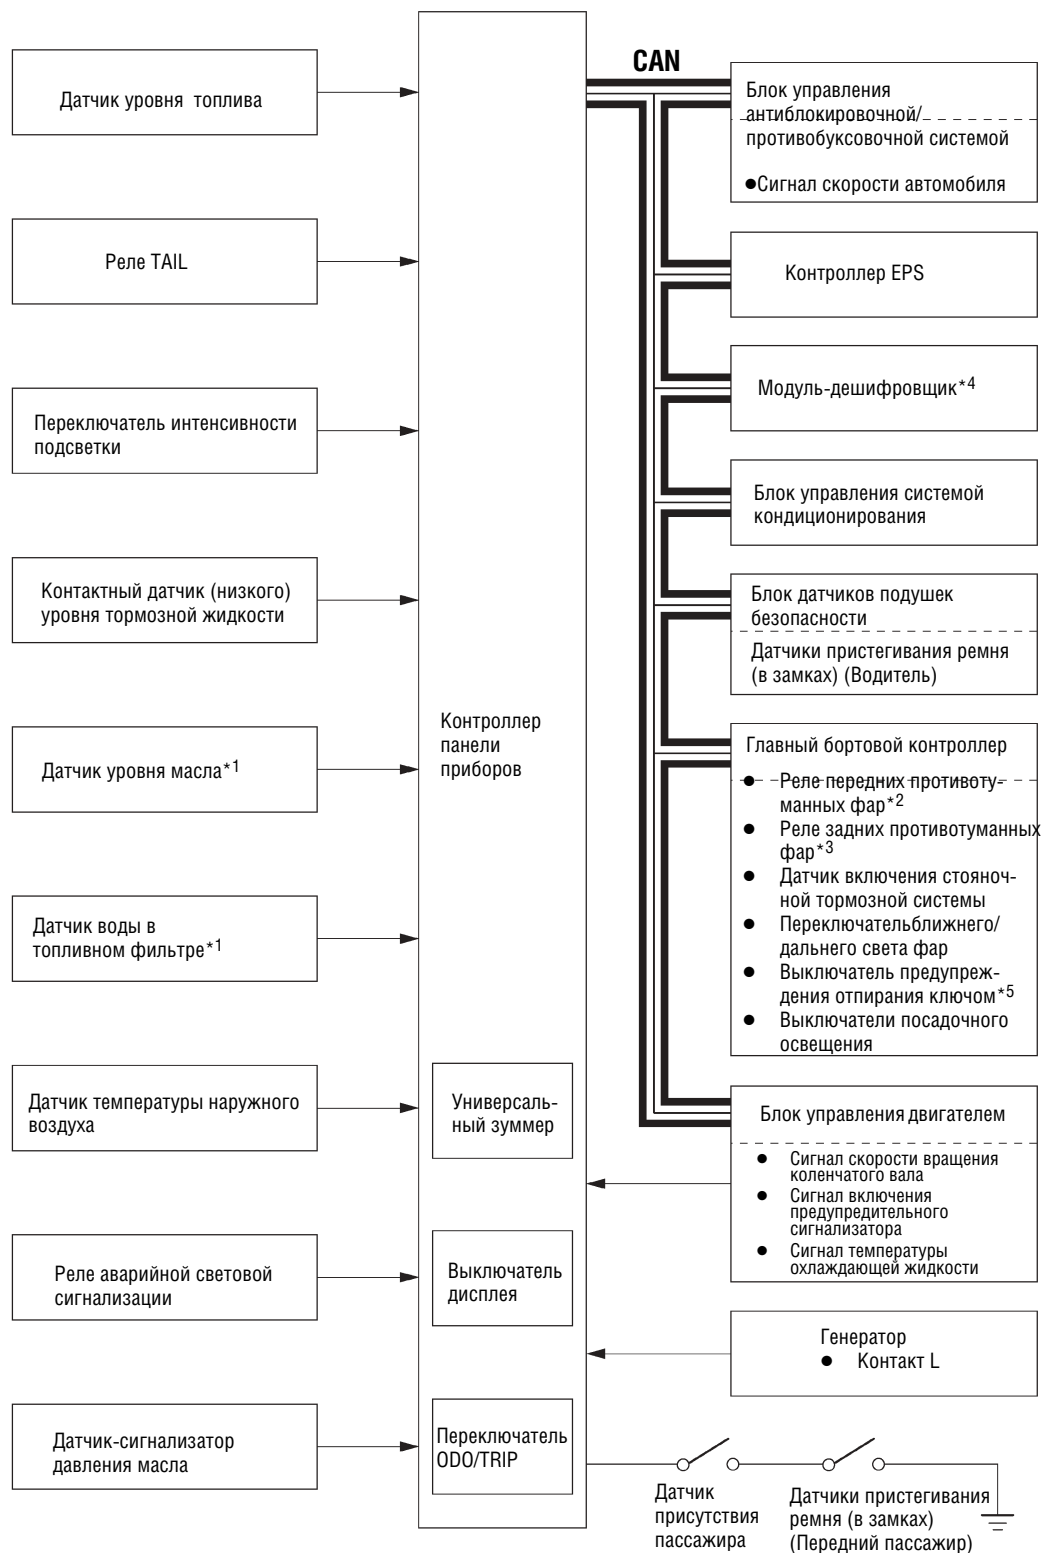 CAN
Датчик уровня топлива
Реле TAIL
Переключатель интенсивности
подсветки
Контактный датчик (низкого)
уровня тормозной жидкости
Датчик уровня масла*1
Датчик воды в
топливном фильтре*1
Датчик температуры наружного
воздуха
Реле аварийной световой
сигнализации
Датчик-сигнализатор
давления масла
Контроллер
панели
приборов
Универсаль-
ный зуммер
Выключатель
дисплея
Переключатель
ODO/TRIP
Блок управления
антиблокировочной/
противобуксовочной системой
●Сигнал скорости автомобиля
Контроллер EPS
Модуль-дешифровщик*4
Блок управления системой
кондиционирования
Блок датчиков подушек
безопасности
Датчики пристегивания ремня
(в замках) (Водитель)
Главный бортовой контроллер
● Реле передних противоту-
манных фар*2
● Реле задних противотуманных
фар*3
● Датчик включения стояноч-
ной тормозной системы
● Переключательближнего/
дальнего света фар
● Выключатель предупреж-
дения отпирания ключом*5
● Выключатели посадочного
освещения
Блок управления двигателем
● Сигнал скорости вращения
коленчатого вала
● Сигнал включения
предупредительного
сигнализатора
● Сигнал температуры
охлаждающей жидкости
Генератор
● Контакт L
Датчик
присутствия
пассажира
Датчики пристегивания
ремня (в замках)
(Передний пассажир)